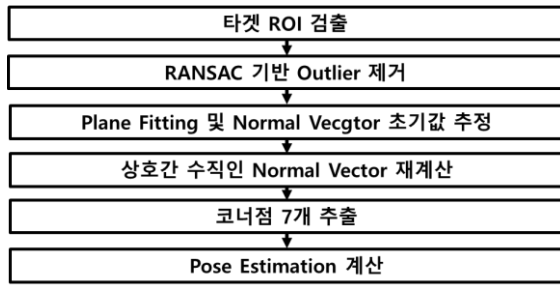 타겟 ROI 검출
RANSAC 기반 Outlier 제거
Plane Fitting 및 Normal Vecgtor 초기값 추정
상호간 수직인 Normal Vector 재계산
코너점 7개 추출
Pose Estimation 계산